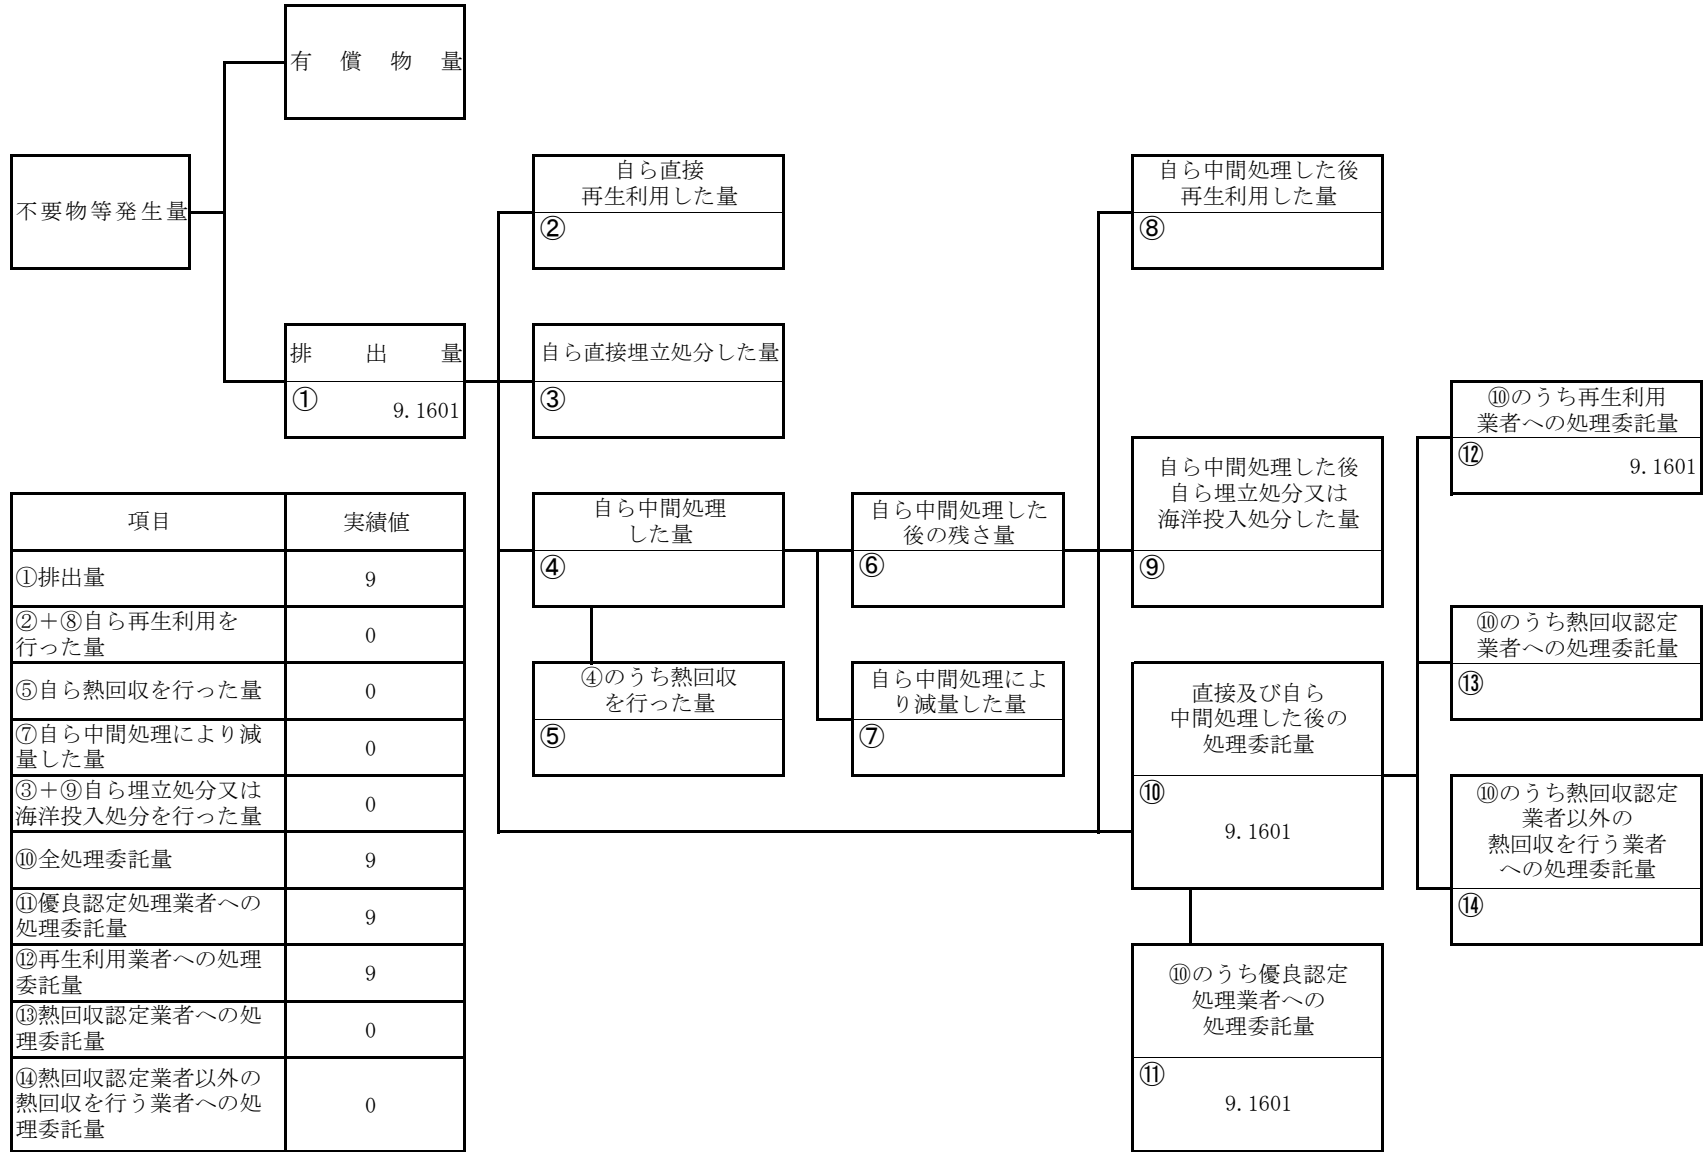 有償物量
不要物等発生量
自ら直接
再生利用した量
②
自ら中間処理した後
再生利用した量
⑧
排出量
①
9.1601
自ら直接埋立処分した量
③
⑩のうち再生利用
業者への処理委託量
⑫
9.1601
自ら中間処理
した量
④
自ら中間処理した
後の残さ量
⑥
自ら中間処理した後
自ら埋立処分又は
海洋投入処分した量
⑨
④のうち熱回収
を行った量
⑤
自ら中間処理によ
り減量した量
⑦
直接及び自ら
中間処理した後の
処理委託量
⑩
9.1601
⑩のうち熱回収認定
業者への処理委託量
⑬
⑩のうち熱回収認定
業者以外の
熱回収を行う業者
への処理委託量
⑭
⑩のうち優良認定
処理業者への
処理委託量
⑪
9.1601
項目 実績値
①排出量 9
②＋⑧自ら再生利用を
行った量 0
⑤自ら熱回収を行った量 0
⑦自ら中間処理により減
量した量 0
③＋⑨自ら埋立処分又は
海洋投入処分を行った量 0
⑩全処理委託量 9
⑪優良認定処理業者への
処理委託量 9
⑫再生利用業者への処理
委託量 9
⑬熱回収認定業者への処
理委託量 0
⑭熱回収認定業者以外の
熱回収を行う業者への処 0
理委託量